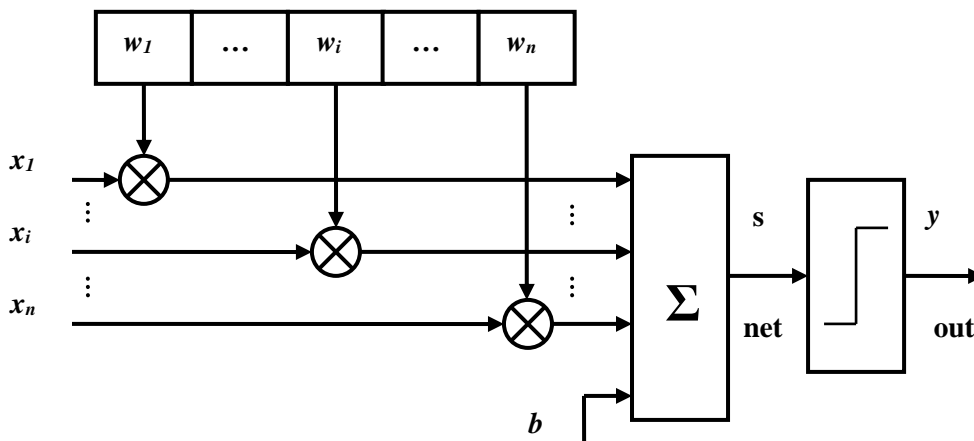 w1 ... wi ... wn
x1
⋮ ⋮
xi s y
⋮ ⋮
xn Σ net out
b